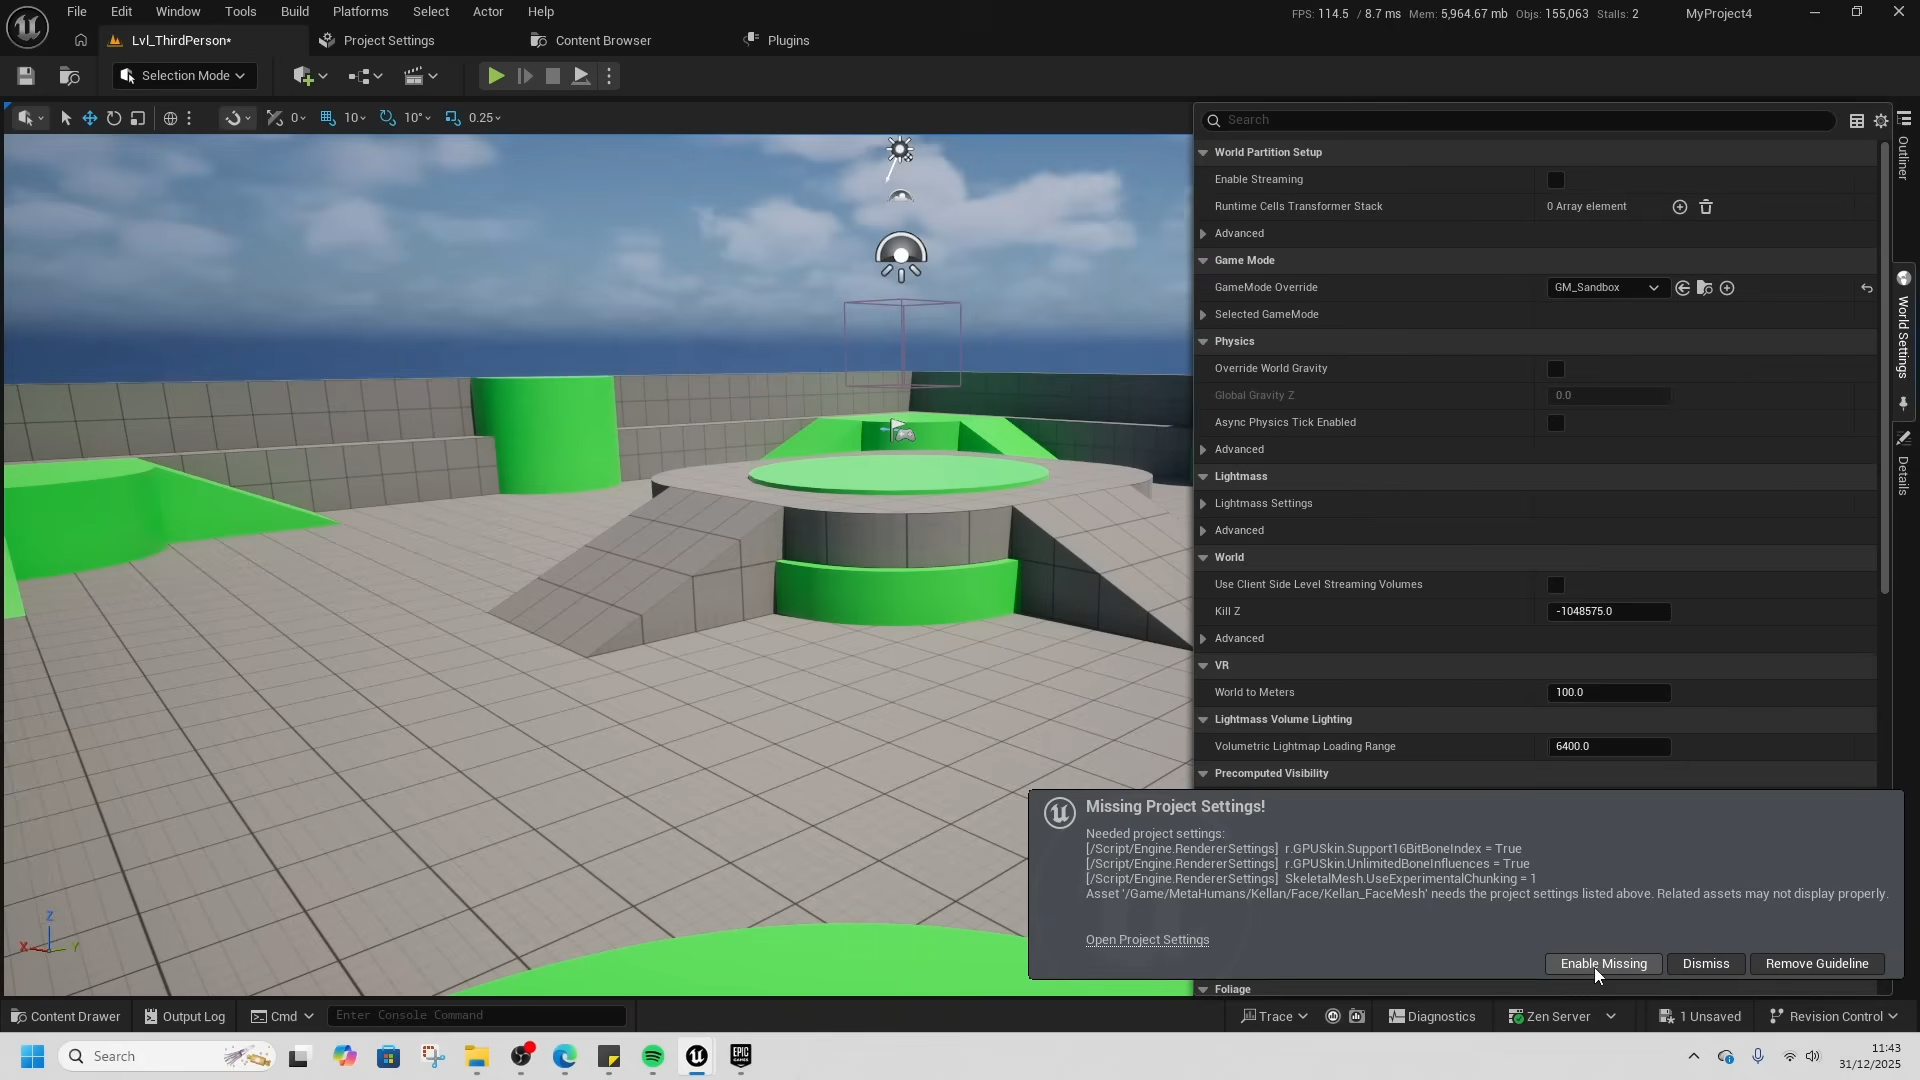 File Edit Window Tools Build Platforms Select Actor Help
FPS: 114.5 / 8.7 ms Mem: 5,964.67 mb Objs: 155,063 Stalls: 2
MyProject4
Lvl_ThirdPerson*
Project Settings
Content Browser
Plugins
Selection Mode
0
10
10°
0.25
Search
World Partition Setup
Enable Streaming
Runtime Cells Transformer Stack
0 Array element
Advanced
Game Mode
GameMode Override
GM_Sandbox
Selected GameMode
Physics
Override World Gravity
Global Gravity Z
0.0
Async Physics Tick Enabled
Advanced
Lightmass
Lightmass Settings
Advanced
World
Use Client Side Level Streaming Volumes
Kill Z
-1048575.0
Advanced
VR
World to Meters
100.0
Lightmass Volume Lighting
Volumetric Lightmap Loading Range
6400.0
Precomputed Visibility
Foliage
Outliner
World Settings
Details
Missing Project Settings!
Needed project settings:
[/Script/Engine.RendererSettings] r.GPUSkin.Support16BitBoneIndex = True
[/Script/Engine.RendererSettings] r.GPUSkin.UnlimitedBoneInfluences = True
[/Script/Engine.RendererSettings] SkeletalMesh.UseExperimentalChunking = 1
Asset '/Game/MetaHumans/Kellan/Face/Kellan_FaceMesh' needs the project settings listed above. Related assets may not display properly.
Open Project Settings
Enable Missing
Dismiss
Remove Guideline
Z
X
Y
Content Drawer
Output Log
Cmd
Enter Console Command
Trace
Diagnostics
Zen Server
1 Unsaved
Revision Control
Search
EPIC
GAMES
11:43
31/12/2025